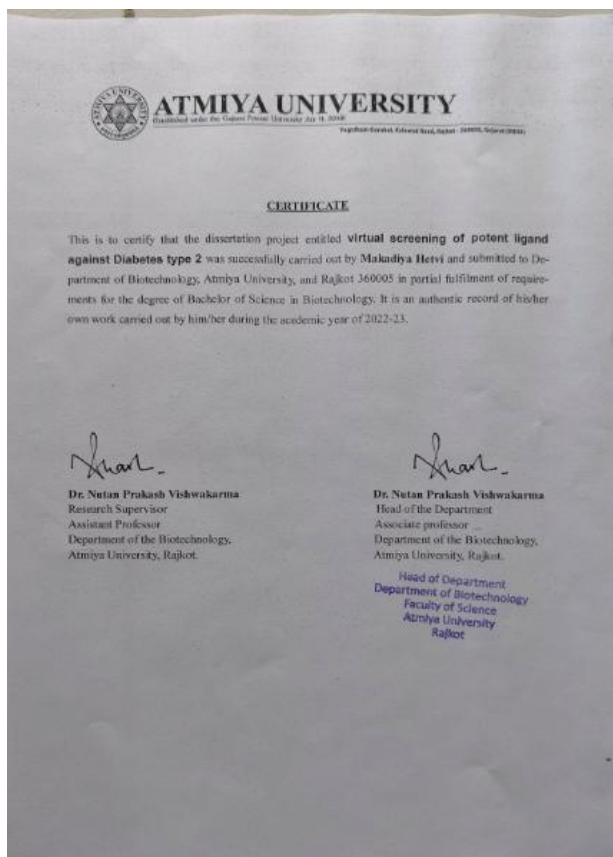 ATMIYA UNIVERSITY
CERTIFICATE
This is to certify that the dissertation project entitled virtual screening of potent ligand
against Diabetes type 2 was successfully carried out by Makadiya Hetvi and submitted to De-
partment of Biotechnology, Atmiya University, and Rajkot 360005 in partial fulfilment of require-
ments for the degree of Bachelor of Science in Biotechnology. It is an authentic record of his/her
own work carried out by him/her during the academic year of 2022-23.
Dr. Nutan Prakash Vishwakarma
Research Supervisor
Assistant Professor
Department of the Biotechnology,
Atmiya University, Rajkot.
Dr. Nutan Prakash Vishwakarma
Head of the Department
Associate professor
Department of the Biotechnology,
Atmiya University, Rajkot.
Head of Department
Department of Biotechnology
Faculty of Science
Atmiya University
Rajkot